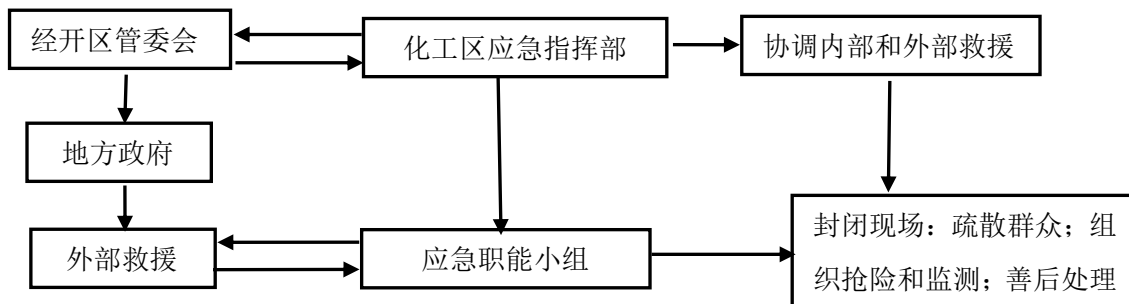 经开区管委会
化工区应急指挥部
协调内部和外部救援
地方政府
外部救援
应急职能小组
封闭现场：疏散群众；组
织抢险和监测；善后处理